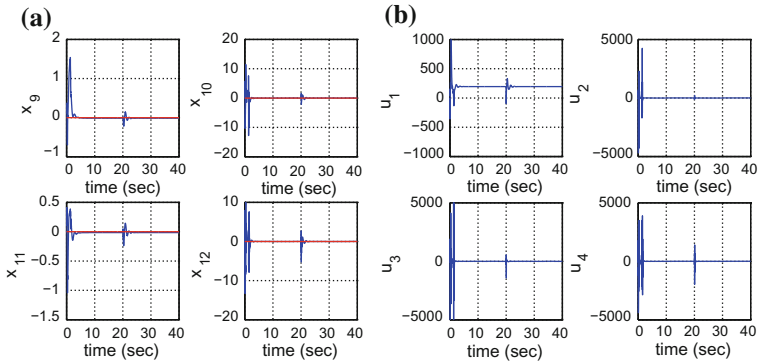 (a)
(b)
2
1
0
−1
x9
0 10 20 30 40
time (sec)
20
10
0
−10
−20
x10
0 10 20 30 40
time (sec)
1000
500
0
−500
−1000
u1
0 10 20 30 40
time (sec)
5000
0
−5000
u2
0 10 20 30 40
time (sec)
0.5
0
−0.5
−1
−1.5
x11
0 10 20 30 40
time (sec)
10
0
−10
−20
x12
0 10 20 30 40
time (sec)
5000
0
−5000
u3
0 10 20 30 40
time (sec)
5000
0
−5000
u4
0 10 20 30 40
time (sec)